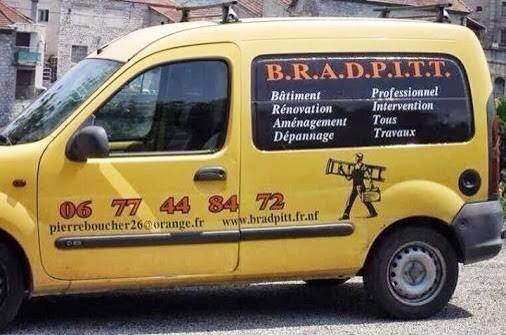 B.R.A.D.P.I.T.T.
Bâtiment Professionnel
Rénovation Intervention
Aménagement Tous
Dépannage Travaux
06 77 44 84 72
pierreboucher26@orange.fr www.bradpitt.fr.nf